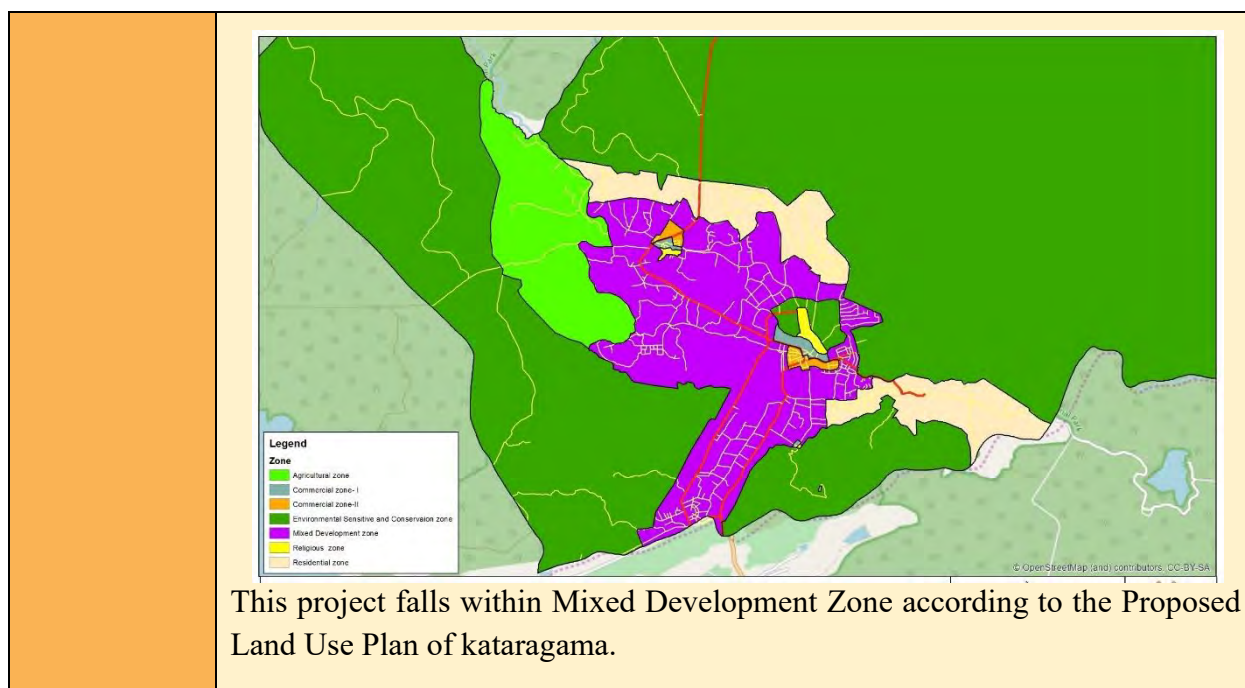 Park
Legend
Zone
Agricultural zone
Commercial zone- I
Commercial zone-II
Environmental Sensitive and Conservaion zone
Mixed Development zone
Religious zone
Residential zone
Park
© OpenStreetMap (and) contributors, CC-BY-SA
This project falls within Mixed Development Zone according to the Proposed
Land Use Plan of kataragama.